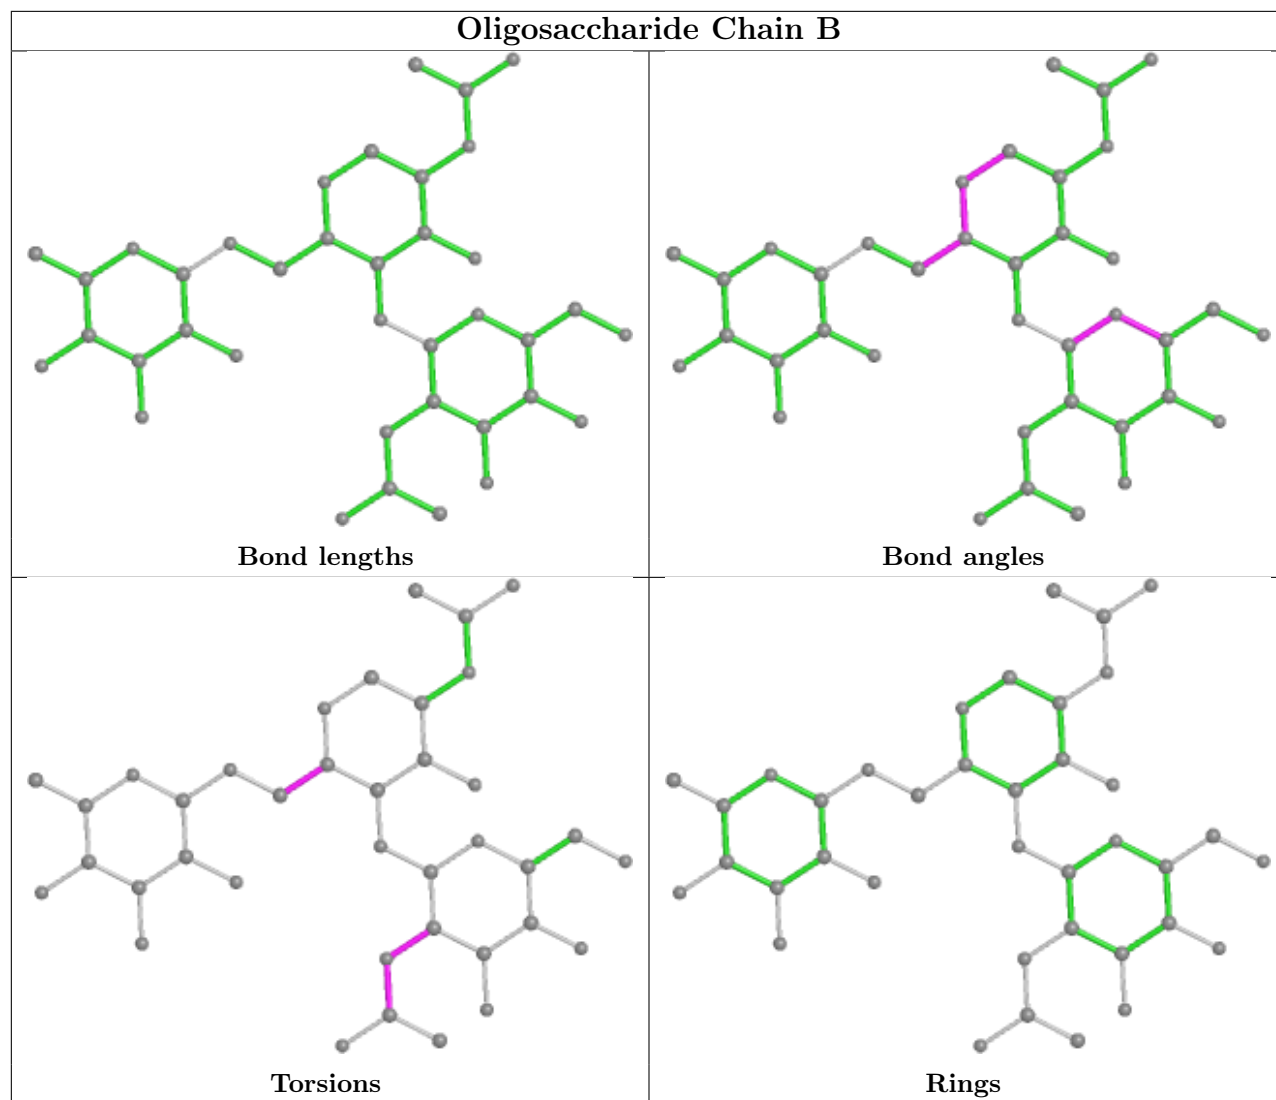 Oligosaccharide Chain B
Bond lengths
Bond angles
Torsions
Rings